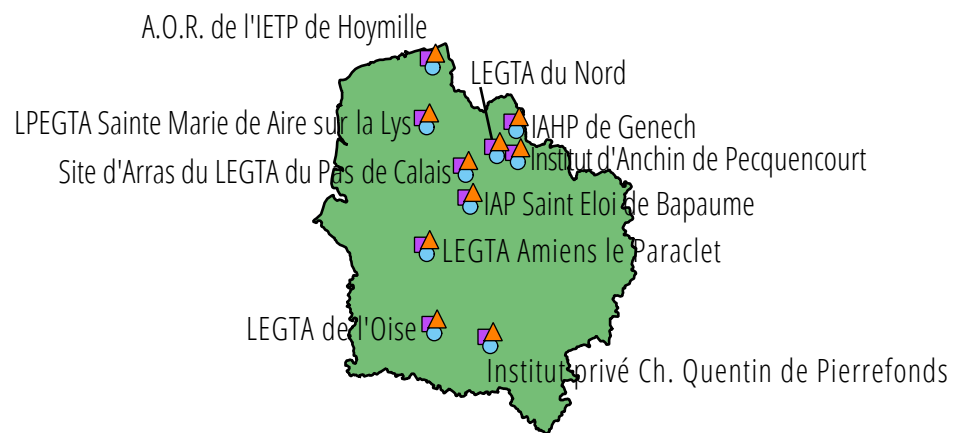 A.O.R. de l'IETP de Hoymille
LEGTA du Nord
LPEGTA Sainte Marie de Aire sur la Lys
IAHP de Genech
Institut d'Anchin de Pecquencourt
Site d'Arras du LEGTA du Pas de Calais
IAP Saint Eloi de Bapaume
LEGTA Amiens le Paraclet
LEGTA de l'Oise
Institut privé Ch. Quentin de Pierrefonds